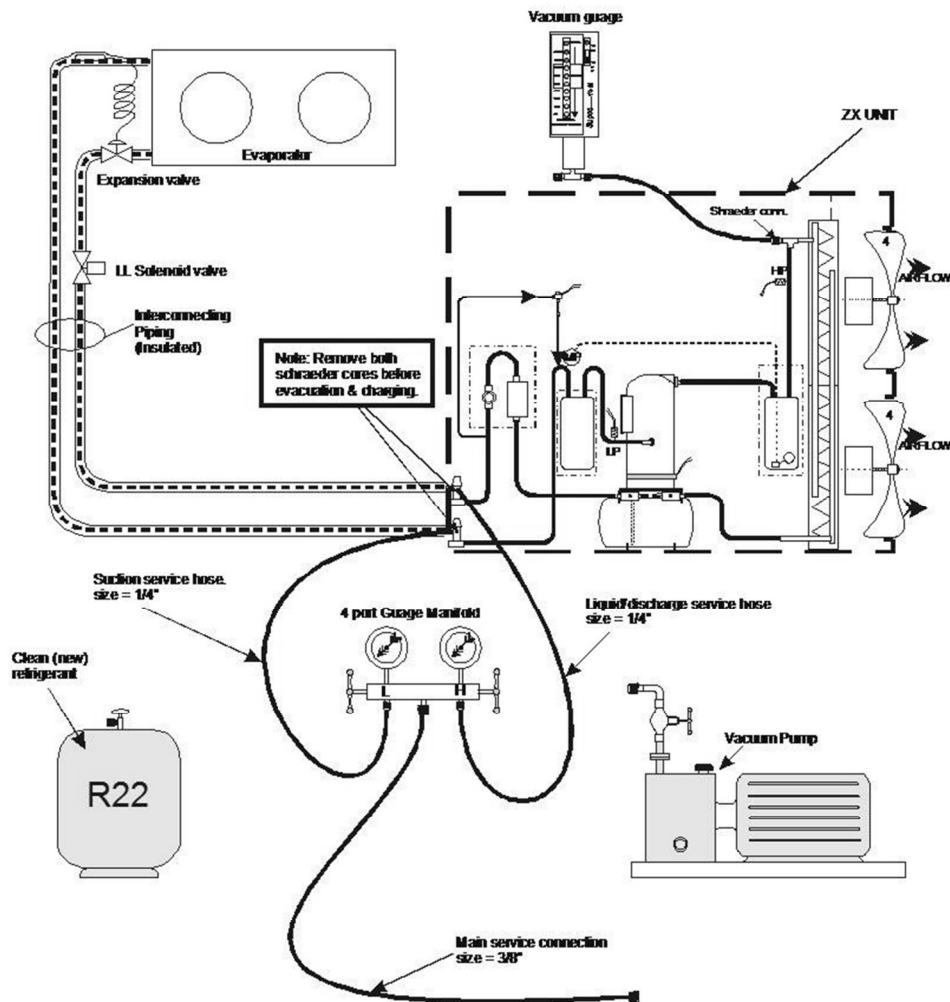 Vacuum guage
ZX UNIT
Evaporator
Expansion valve
Shraeder conn.
4
HP
AIRFLOW
LL Solenoid valve
Interconnecting
Piping
(Insulated)
Note: Remove both
schraeder cores before
evacuation & charging.
LP
4
AIRFLOW
Suction service hose.
size = 1/4"
4 port Guage Manifold
Liquid/discharge service hose
size = 1/4"
Clean (new)
refrigerant
L
H
R22
Vacuum Pump
Main service connection
size = 3/8"